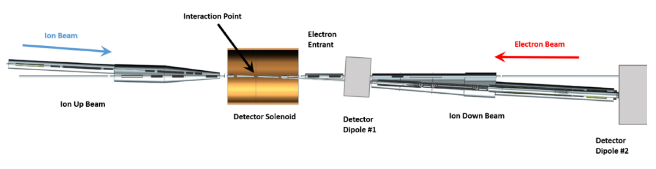 Interaction Point
Ion Beam
Electron
Entrant
Electron Beam
Ion Up Beam
Detector Solenoid
Detector
Dipole #1
Ion Down Beam
Detector
Dipole #2